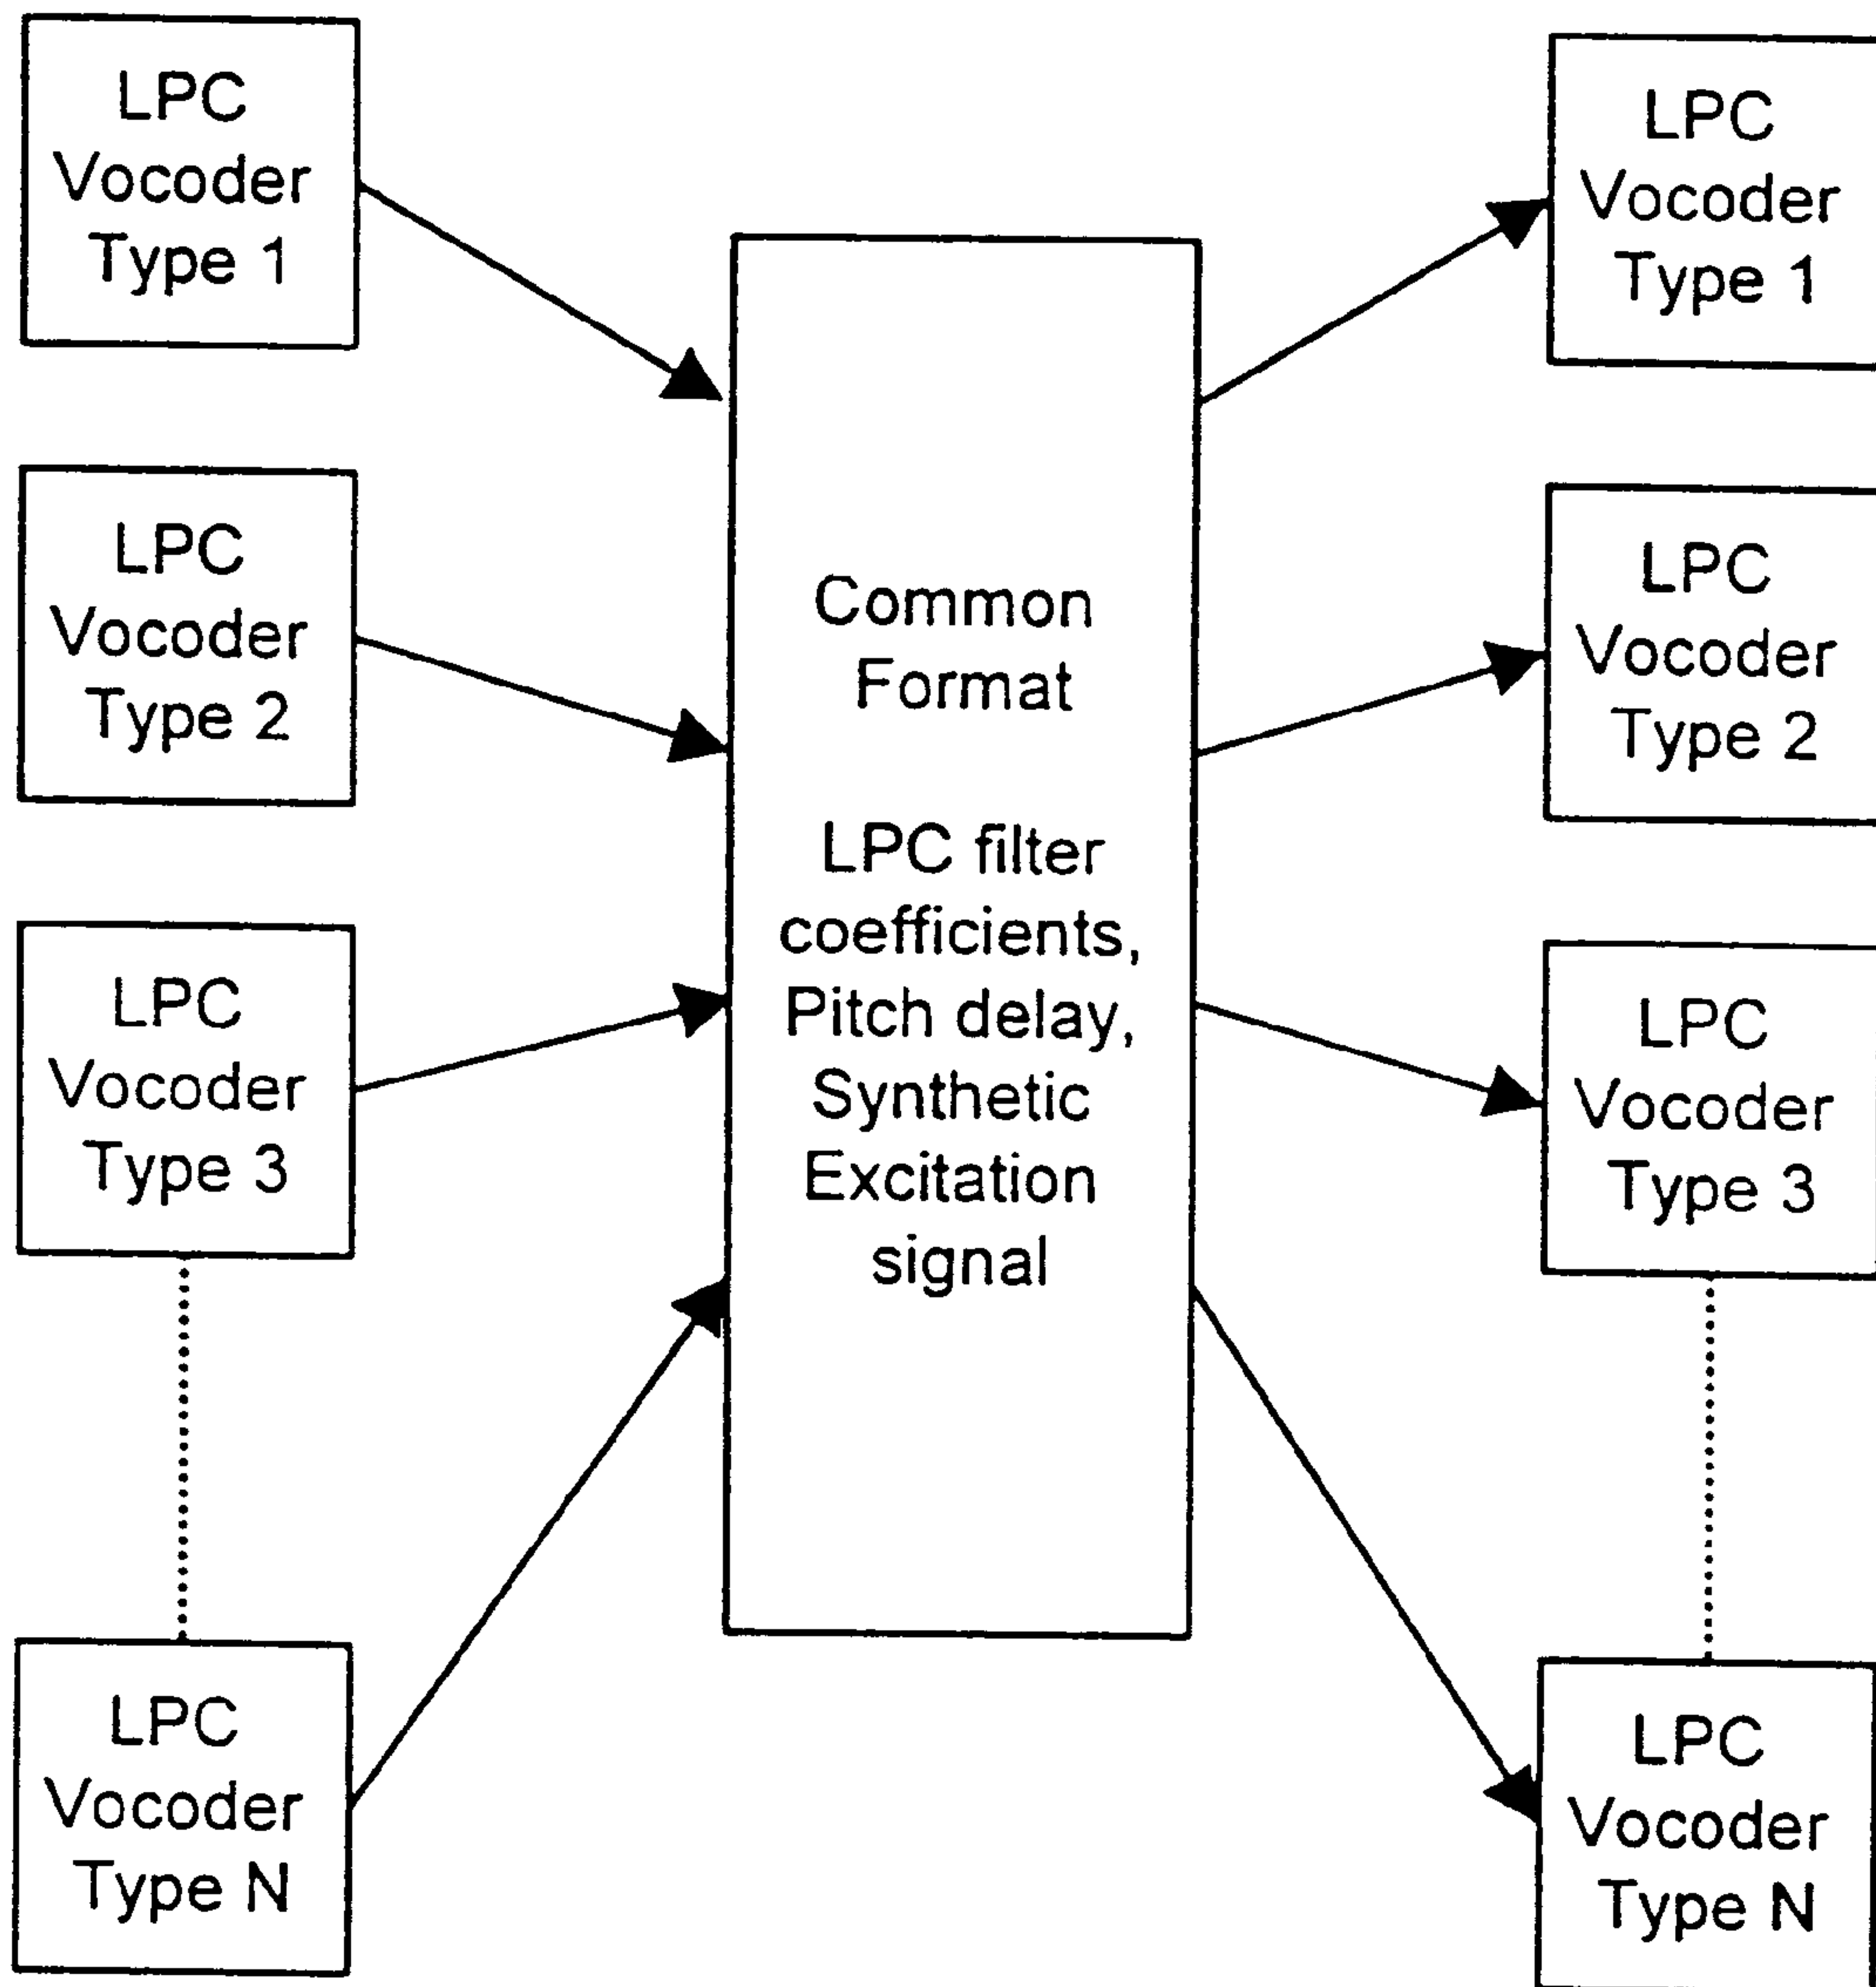 LPC
Vocoder
Type 1
LPC
Vocoder
Type 2
LPC
Vocoder
Type 3
LPC
Vocoder
Type N
Common
Format
LPC filter
coefficients,
Pitch delay,
Synthetic
Excitation
signal
LPC
Vocoder
Type 1
LPC
Vocoder
Type 2
LPC
Vocoder
Type 3
LPC
Vocoder
Type N